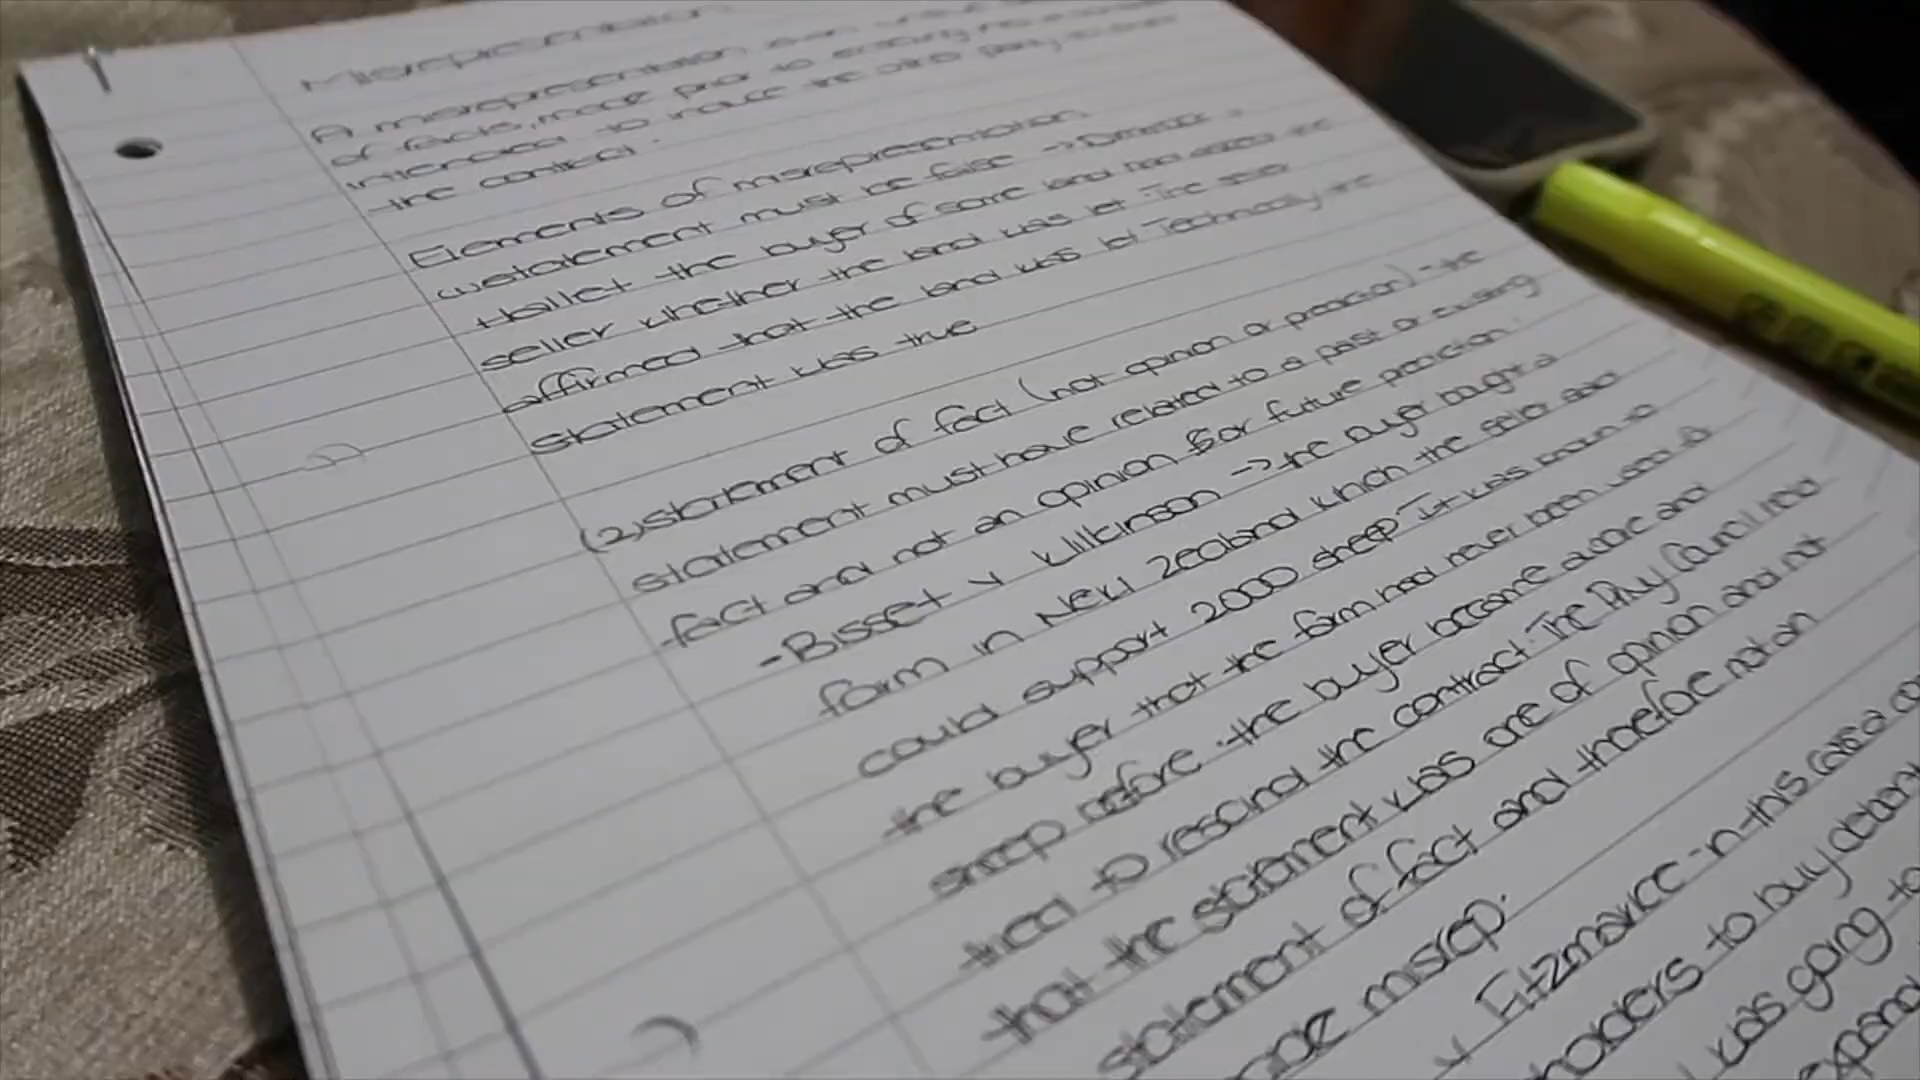 Misrepresentation
A misrepresentation is an
of facts, made prior to entering
intended to induce the other party to enter
the contract.
Elements of misrepresentation
(1) statement must be false -> Dimmock v
Hallet the buyer of some land had asked the
seller whether the land was let. The seller
affirmed that the land was let. Technically the
statement was true
(2) statement of fact (not opinion or prediction) - the
statement must have related to a past or existing
fact and not an opinion or future prediction.
- Bisset v Wilkinson -> the buyer bought a
farm in New Zealand which the seller said
could support 2000 sheep. It was known to
the buyer that the farm had never been used
sheep before. the buyer became aware and
tried to rescind the contract. The Privy Council held
that the statement was one of opinion and not
statement of fact and therefore not an
misrep.
v Fitzmaurice - in this case a
holders to buy
was going to